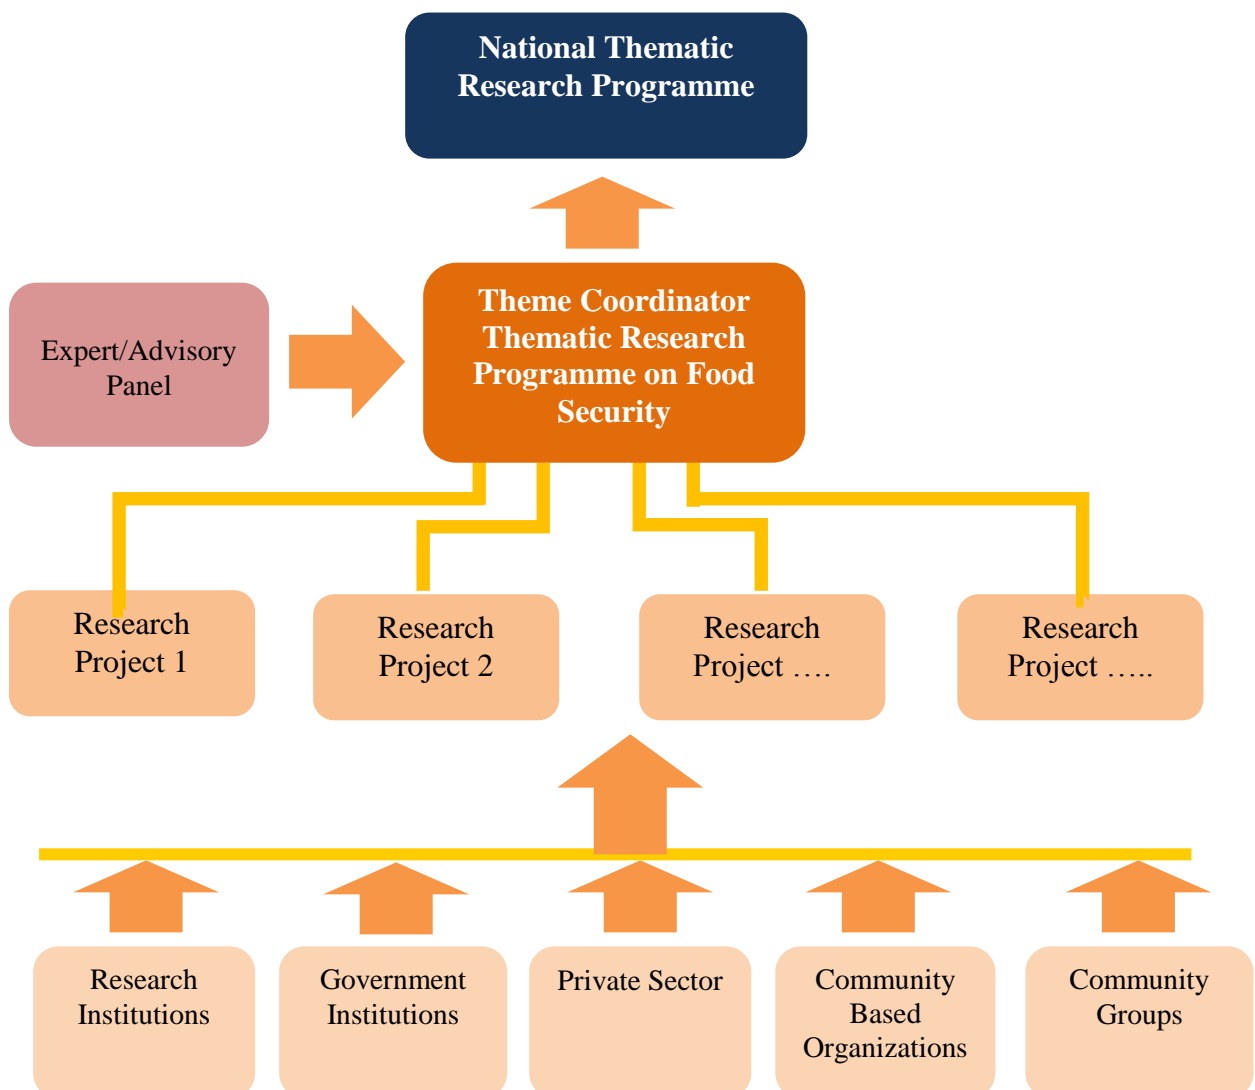 National Thematic
Research Programme
Expert/Advisory
Panel
Theme Coordinator
Thematic Research
Programme on Food
Security
Research
Project 1
Research
Project 2
Research
Project ….
Research
Project …..
Research
Institutions
Government
Institutions
Private Sector
Community
Based
Organizations
Community
Groups